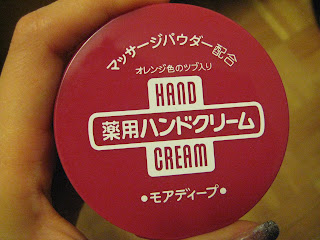 マッサージパウダー配合
オレンジ色のツブ入り
HAND
薬用ハンドクリーム
CREAM
•モアディープ•